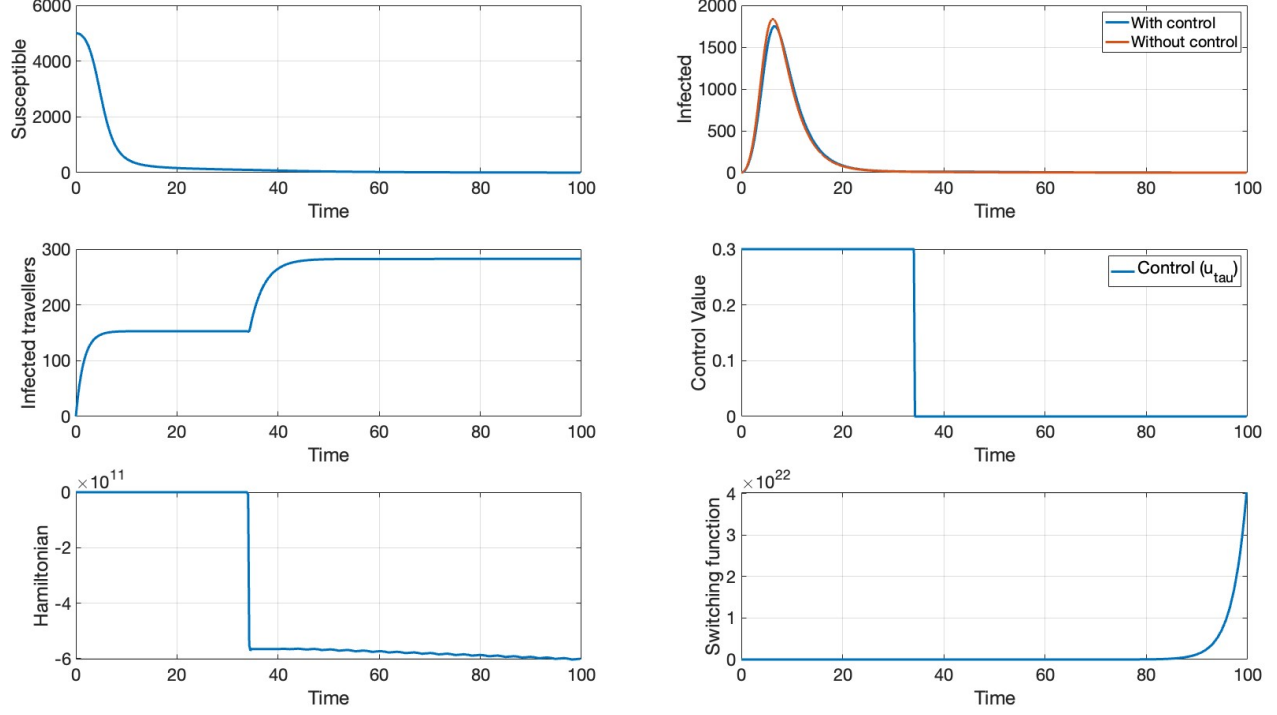 6000
4000
2000
0
Susceptible
0 20 40 60 80 100
Time
2000
1500
1000
500
0
Infected
With control
Without control
0 20 40 60 80 100
Time
300
200
100
0
Infected travellers
0 20 40 60 80 100
Time
0.3
0.2
0.1
0
Control Value
Control (u_tau)
0 20 40 60 80 100
Time
× 10^11
0
-2
-4
-6
Hamiltonian
0 20 40 60 80 100
Time
× 10^22
4
3
2
1
0
Switching function
0 20 40 60 80 100
Time